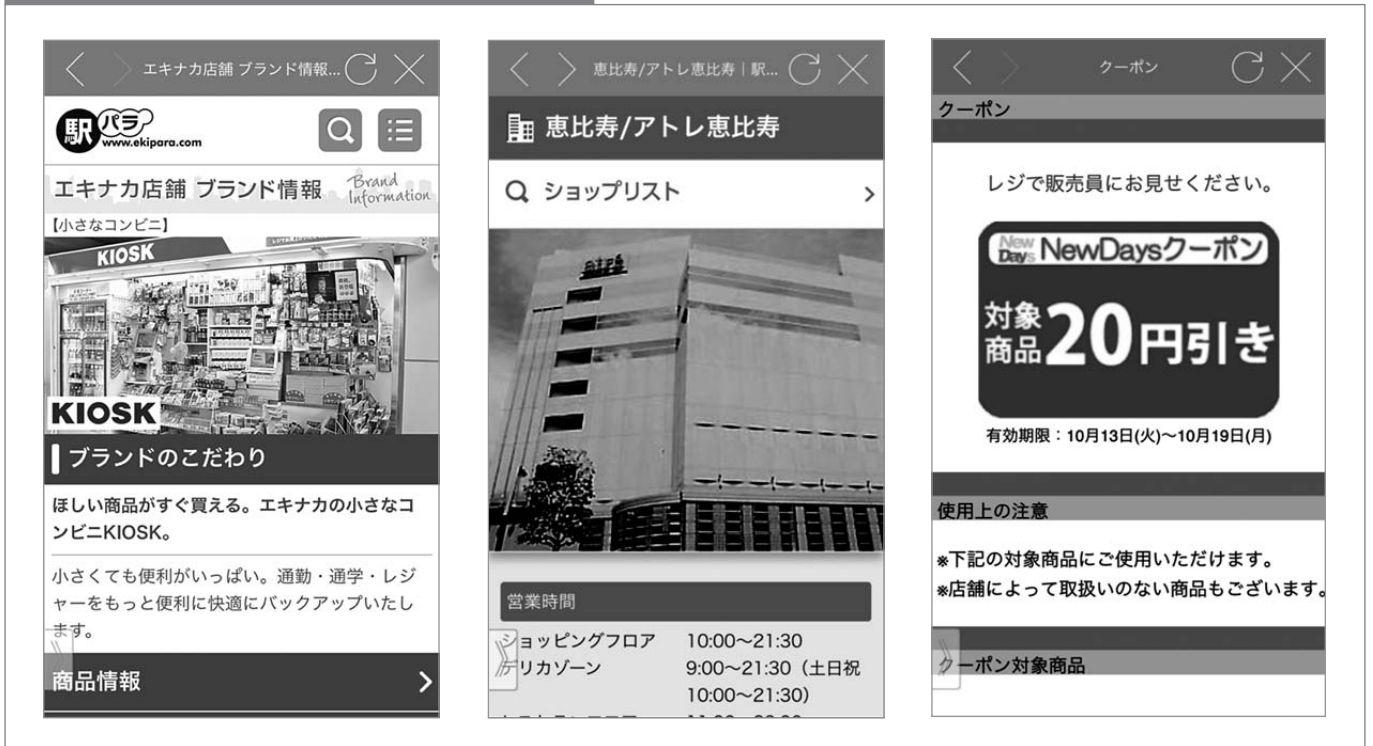 エキナカ店舗 ブランド情報...
駅パラ
www.ekipara.com
エキナカ店舗 ブランド情報
Brand
Information
【小さなコンビニ】
KIOSK
KIOSK
ブランドのこだわり
ほしい商品がすぐ買える。エキナカの小さなコ
ンビニKIOSK。
小さくても便利がいっぱい。通勤・通学・レジ
ャーをもっと便利に快適にバックアップいたし
ます。
商品情報
恵比寿/アトレ恵比寿｜駅...
恵比寿/アトレ恵比寿
ショップリスト
atré
営業時間
ショッピングフロア 10:00〜21:30
デリカゾーン 9:00〜21:30（土日祝
10:00〜21:30）
クーポン
クーポン
レジで販売員にお見せください。
New Days NewDaysクーポン
対象
商品20円引き
有効期限：10月13日(火)〜10月19日(月)
使用上の注意
※下記の対象商品にご使用いただけます。
※店舗によって取扱いのない商品もございます。
クーポン対象商品